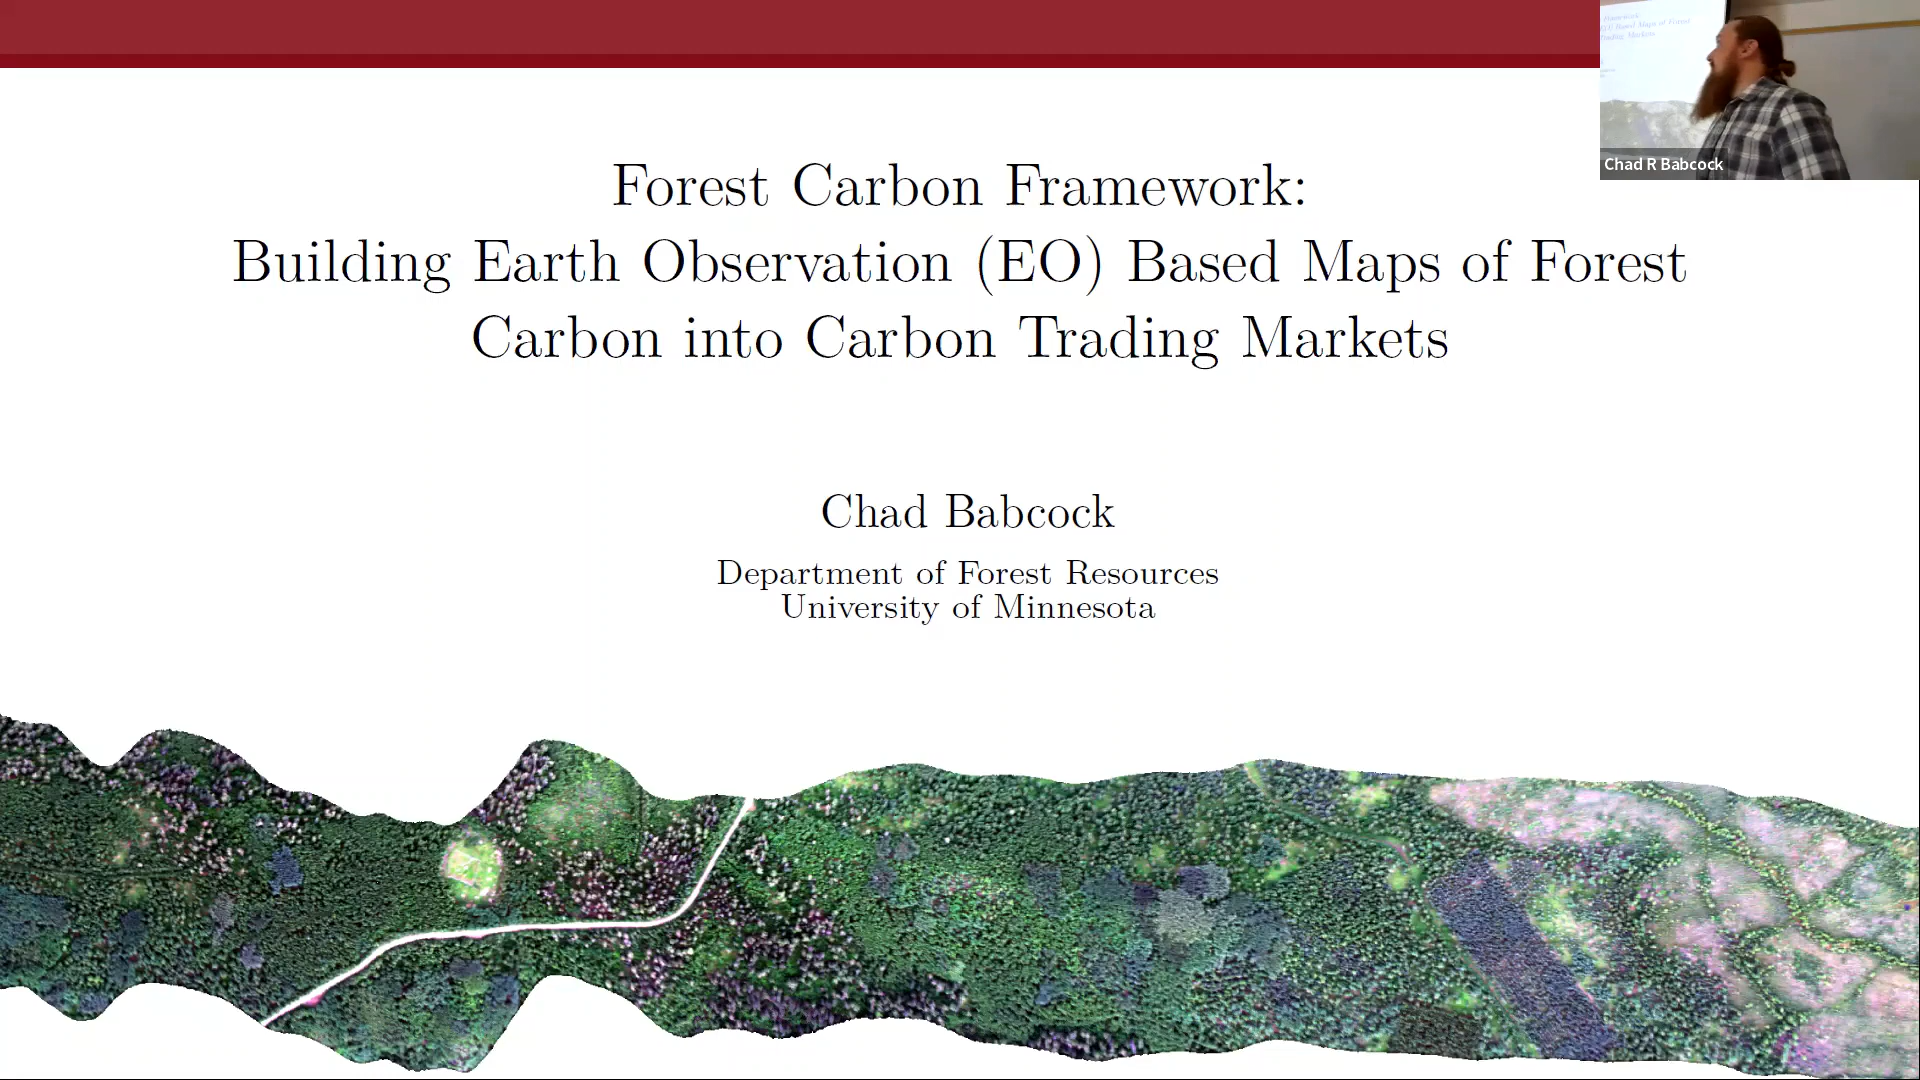 Forest Carbon Framework:
Building Earth Observation (EO) Based Maps of Forest
Carbon into Carbon Trading Markets
Chad Babcock
Department of Forest Resources
University of Minnesota
Chad R Babcock